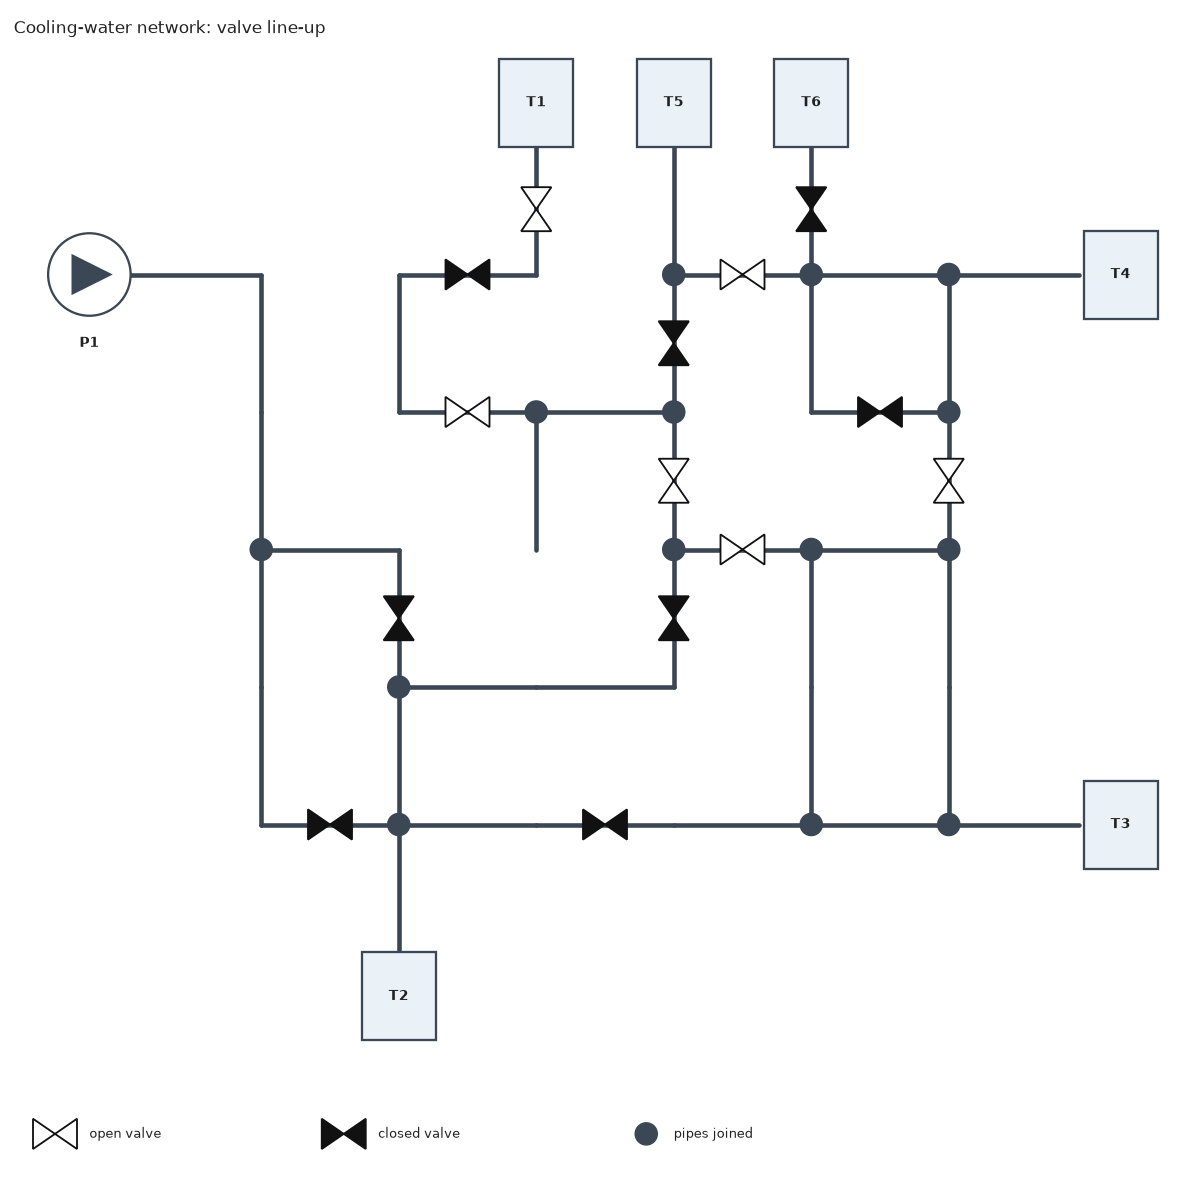 Cooling-water network: valve line-up
T1
T5
T6
T4
P1
T3
T2
open valve
closed valve
pipes joined